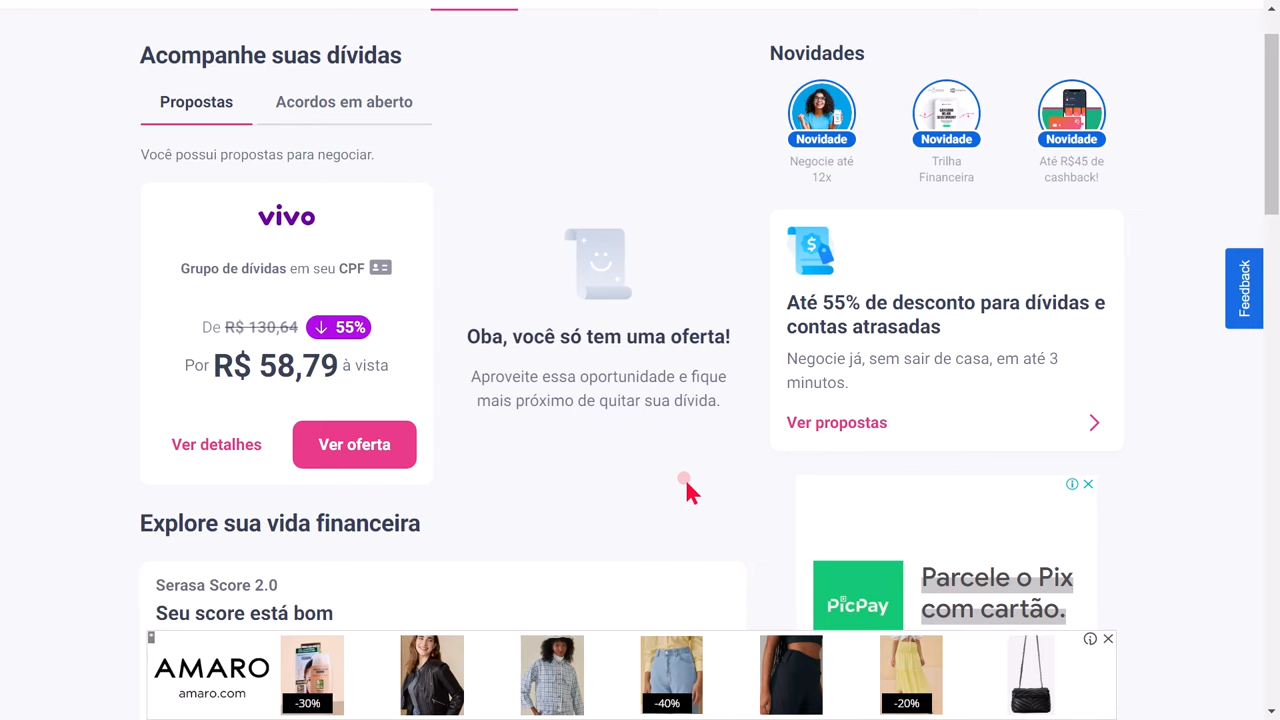 Acompanhe suas dívidas
Propostas
Acordos em aberto
Você possui propostas para negociar.
vivo
Grupo de dívidas em seu CPF
De R$ 130,64 55%
Por R$ 58,79 à vista
Ver detalhes
Ver oferta
Oba, você só tem uma oferta!
Aproveite essa oportunidade e fique
mais próximo de quitar sua dívida.
Explore sua vida financeira
Serasa Score 2.0
Seu score está bom
Novidades
Novidade
Negocie até
12x
Novidade
Trilha
Financeira
Novidade
Até R$45 de
cashback!
Até 55% de desconto para dívidas e
contas atrasadas
Negocie já, sem sair de casa, em até 3
minutos.
Ver propostas
PicPay
Parcele o Pix
com cartão.
Feedback
AMARO
amaro.com
-30%
-40%
-20%